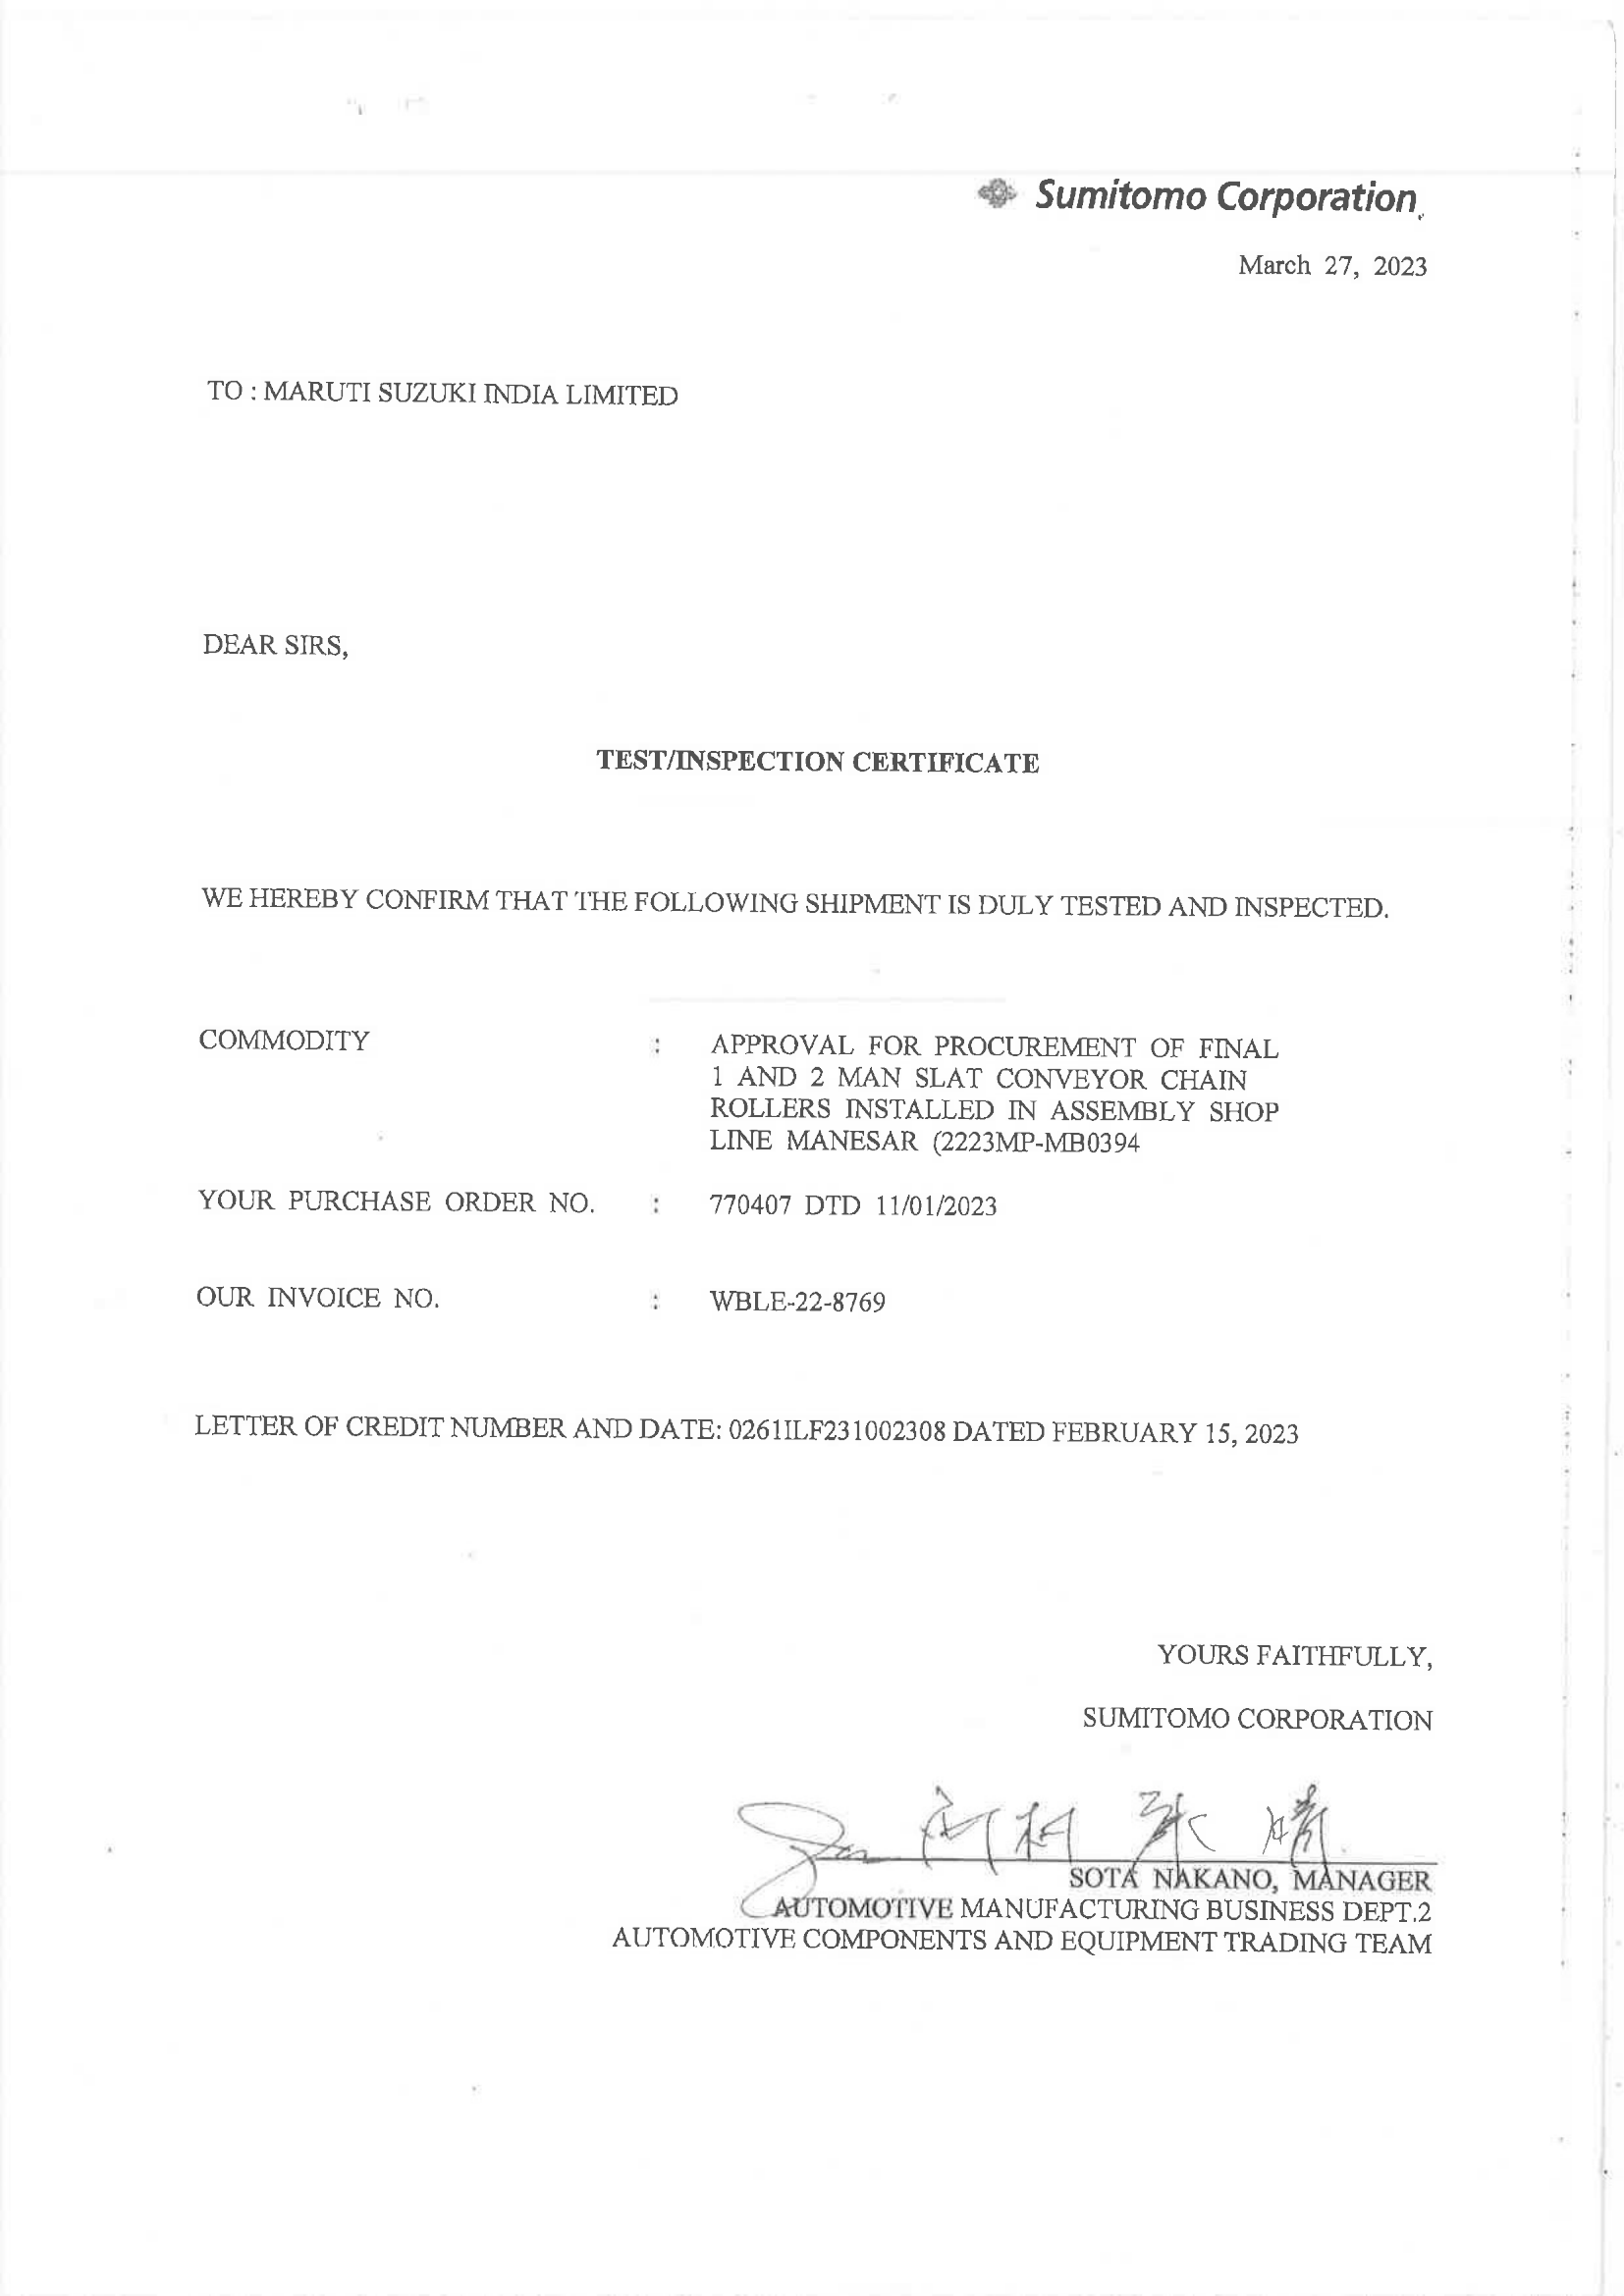 Sumitomo Corporation
March 27, 2023
TO : MARUTI SUZUKI INDIA LIMITED
DEAR SIRS,
TEST/INSPECTION CERTIFICATE
WE HEREBY CONFIRM THAT THE FOLLOWING SHIPMENT IS DULY TESTED AND INSPECTED.
COMMODITY : APPROVAL FOR PROCUREMENT OF FINAL
1 AND 2 MAN SLAT CONVEYOR CHAIN
ROLLERS INSTALLED IN ASSEMBLY SHOP
LINE MANESAR (2223MP-MB0394
YOUR PURCHASE ORDER NO. : 770407 DTD 11/01/2023
OUR INVOICE NO. : WBLE-22-8769
LETTER OF CREDIT NUMBER AND DATE: 0261ILF231002308 DATED FEBRUARY 15, 2023
YOURS FAITHFULLY,
SUMITOMO CORPORATION
SOTA NAKANO, MANAGER
AUTOMOTIVE MANUFACTURING BUSINESS DEPT.2
AUTOMOTIVE COMPONENTS AND EQUIPMENT TRADING TEAM